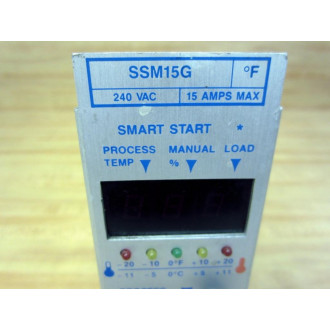 SSM15G °F
240 VAC 15 AMPS MAX
SMART START *
PROCESS MANUAL LOAD
TEMP %
-20 -10 0°F +10 +20
-11 -5 0°C +5 +11